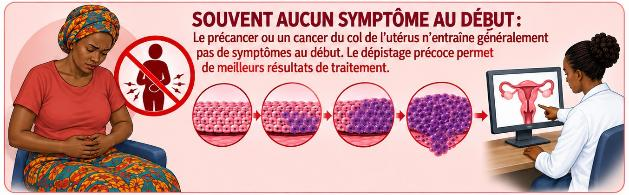 SOUVENT AUCUN SYMPTÔME AU DÉBUT :
Le précancer ou un cancer du col de l'utérus n'entraîne généralement
pas de symptômes au début. Le dépistage précoce permet
de meilleurs résultats de traitement.